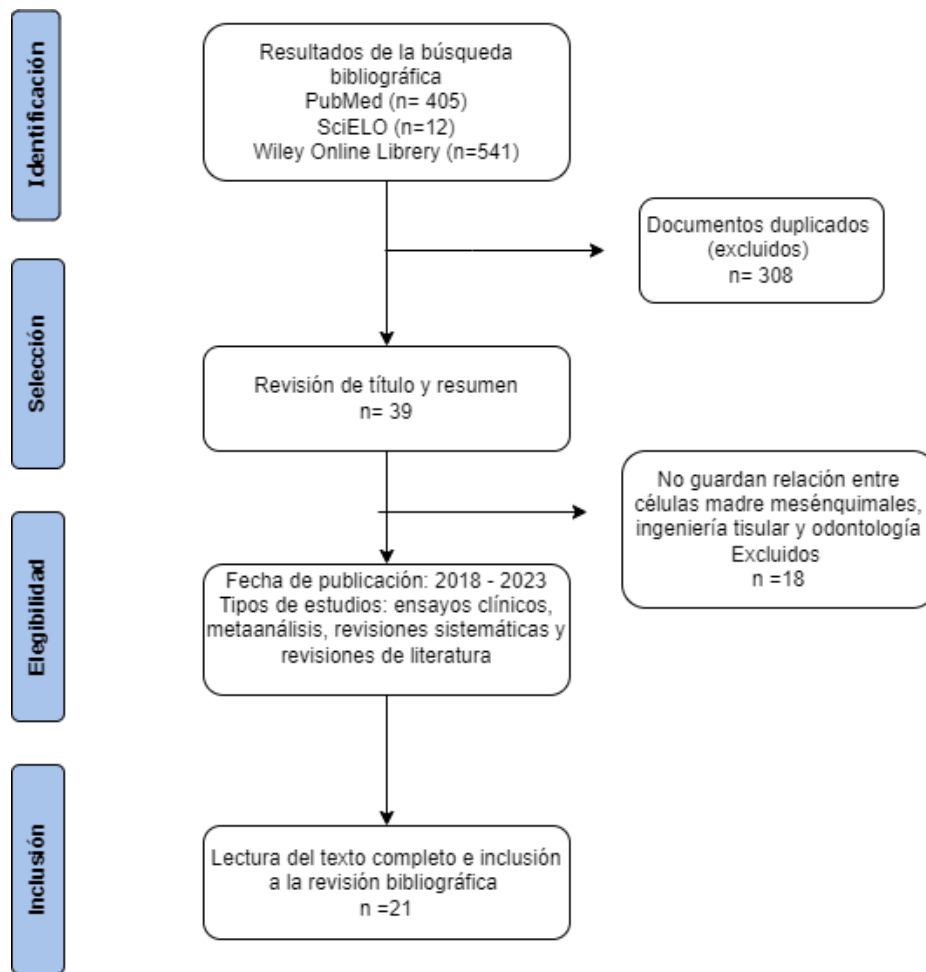 Identificación
Resultados de la búsqueda
bibliográfica
PubMed (n= 405)
SciELO (n=12)
Wiley Online Librery (n=541)
Documentos duplicados
(excluidos)
n= 308
Selección
Revisión de título y resumen
n= 39
No guardan relación entre
células madre mesénquimales,
ingeniería tisular y odontología
Excluidos
n =18
Elegibilidad
Fecha de publicación: 2018 - 2023
Tipos de estudios: ensayos clínicos,
metaanálisis, revisiones sistemáticas y
revisiones de literatura
Inclusión
Lectura del texto completo e inclusión
a la revisión bibliográfica
n =21